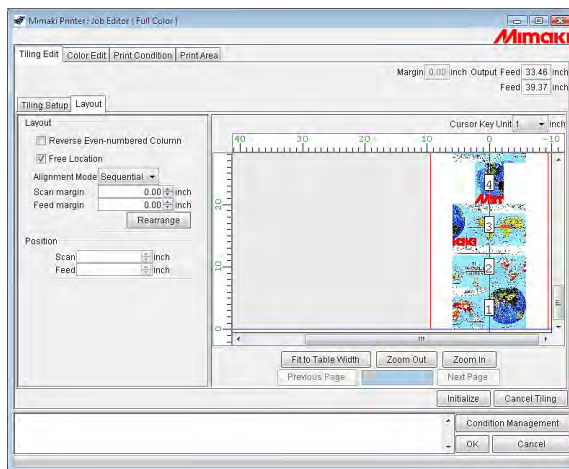 Mimaki Printer : Job Editor ( Full Color )
Mimaki
Tiling Edit Color Edit Print Condition Print Area
Margin 0.00 inch Output Feed 33.46 inch
Feed 39.37 inch
Tiling Setup Layout
Layout
Reverse Even-numbered Column
Free Location
Alignment Mode Sequential
Scan margin 0.00 inch
Feed margin 0.00 inch
Rearrange
Position
Scan inch
Feed inch
Cursor Key Unit 1 inch
40 30 20 10 0 -10
20
10
0
4
3
2
1
Fit to Table Width Zoom Out Zoom In
Previous Page Next Page
Initialize Cancel Tiling
Condition Management
OK Cancel